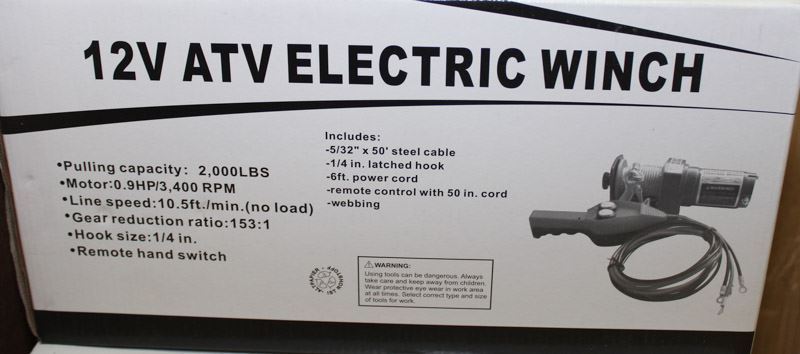 12V ATV ELECTRIC WINCH
•Pulling capacity: 2,000LBS
•Motor:0.9HP/3,400 RPM
•Line speed:10.5ft./min.(no load)
•Gear reduction ratio:153:1
•Hook size:1/4 in.
•Remote hand switch
Includes:
-5/32" x 50' steel cable
-1/4 in. latched hook
-6ft. power cord
-remote control with 50 in. cord
-webbing
WARNING:
Using tools can be dangerous. Always
take care and keep away from children.
Wear protective eye wear in work area
at all times. Select correct type and size
of tools for work.